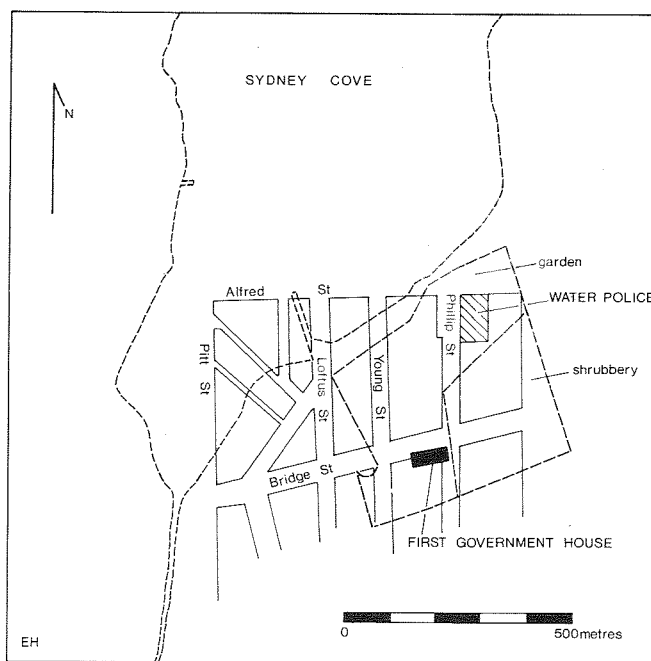 SYDNEY COVE
N
garden
Alfred St
WATER POLICE
Phillip St
Pitt St
Loftus St
Young St
shrubbery
Bridge St
FIRST GOVERNMENT HOUSE
0 500metres
EH